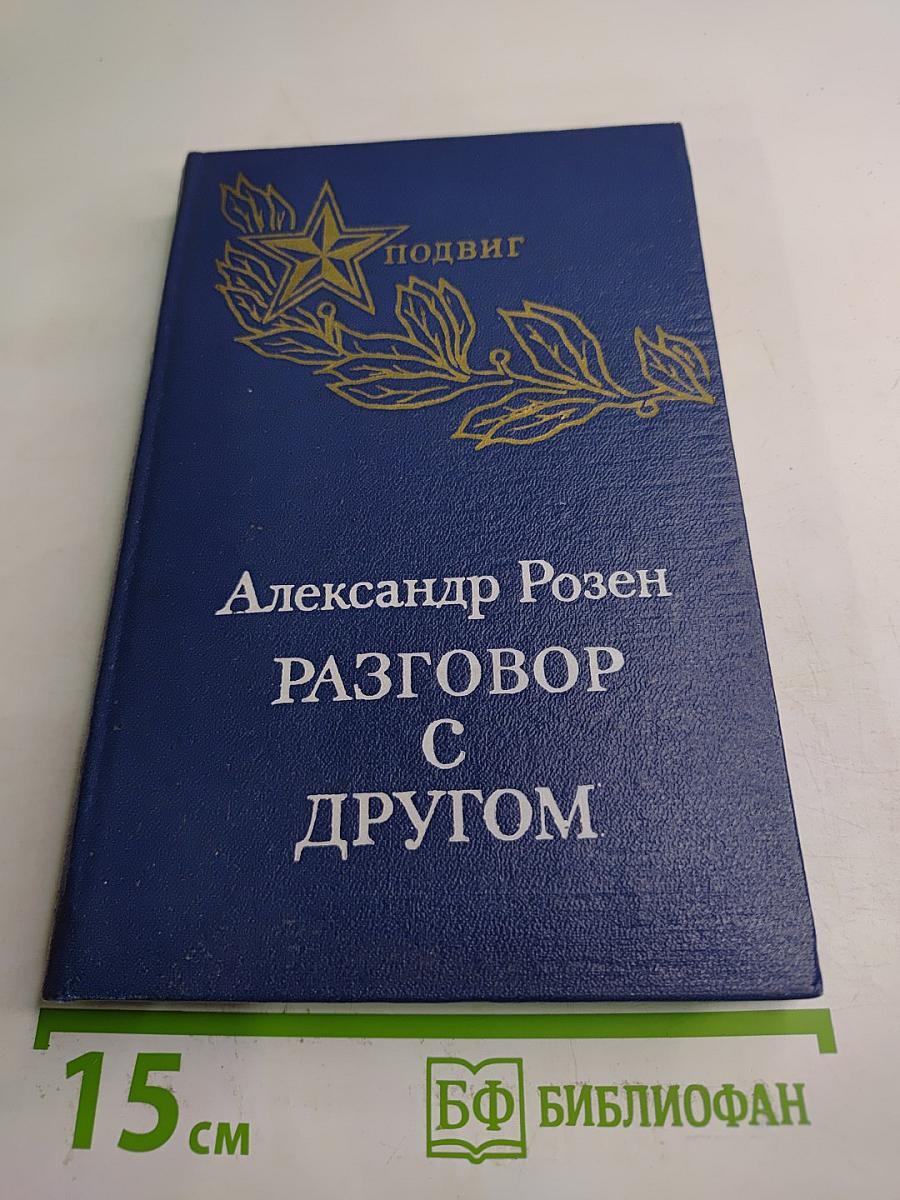 ПОДВИГ
Александр Розен
РАЗГОВОР
С
ДРУГОМ
15 см
БФ БИБЛИОФАН